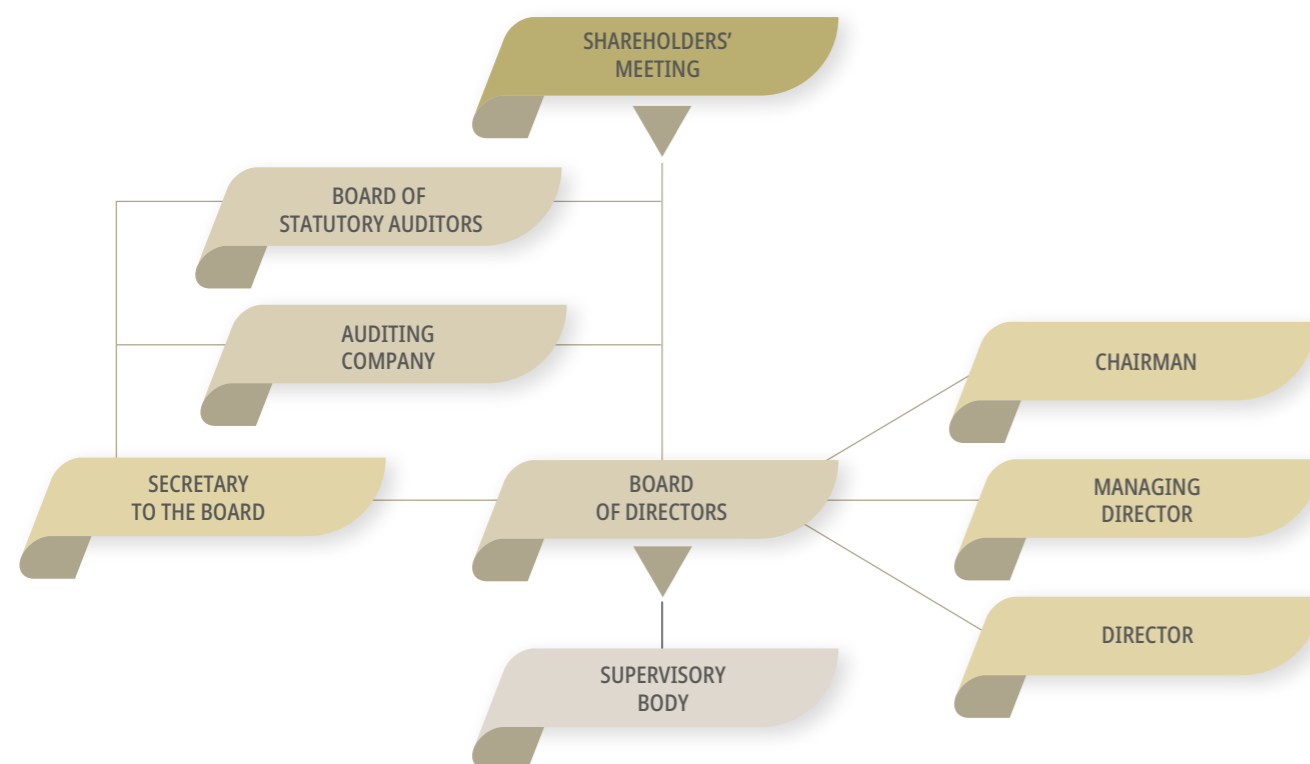 SHAREHOLDERS’
MEETING
BOARD OF
STATUTORY AUDITORS
AUDITING
COMPANY
CHAIRMAN
SECRETARY
TO THE BOARD
BOARD
OF DIRECTORS
MANAGING
DIRECTOR
DIRECTOR
SUPERVISORY
BODY